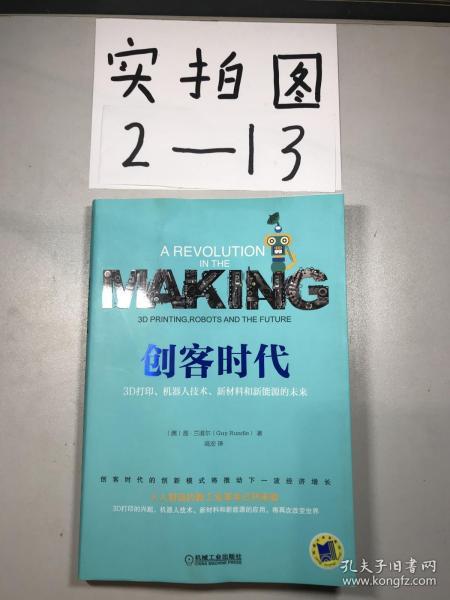 实拍图
2—13
A REVOLUTION
IN THE
MAKING
3D PRINTING,ROBOTS AND THE FUTURE
创客时代
3D打印、机器人技术、新材料和新能源的未来
(澳)盖·兰道尔(Guy Rundle) 著
创客时代的创新模式将推动下一波经济增长
3D打印的兴起、机器人技术、新材料和新能源的应用,将再次改变世界
机械工业出版社
CHINA MACHINE PRESS
孔夫子旧书网
www.kongfz.com